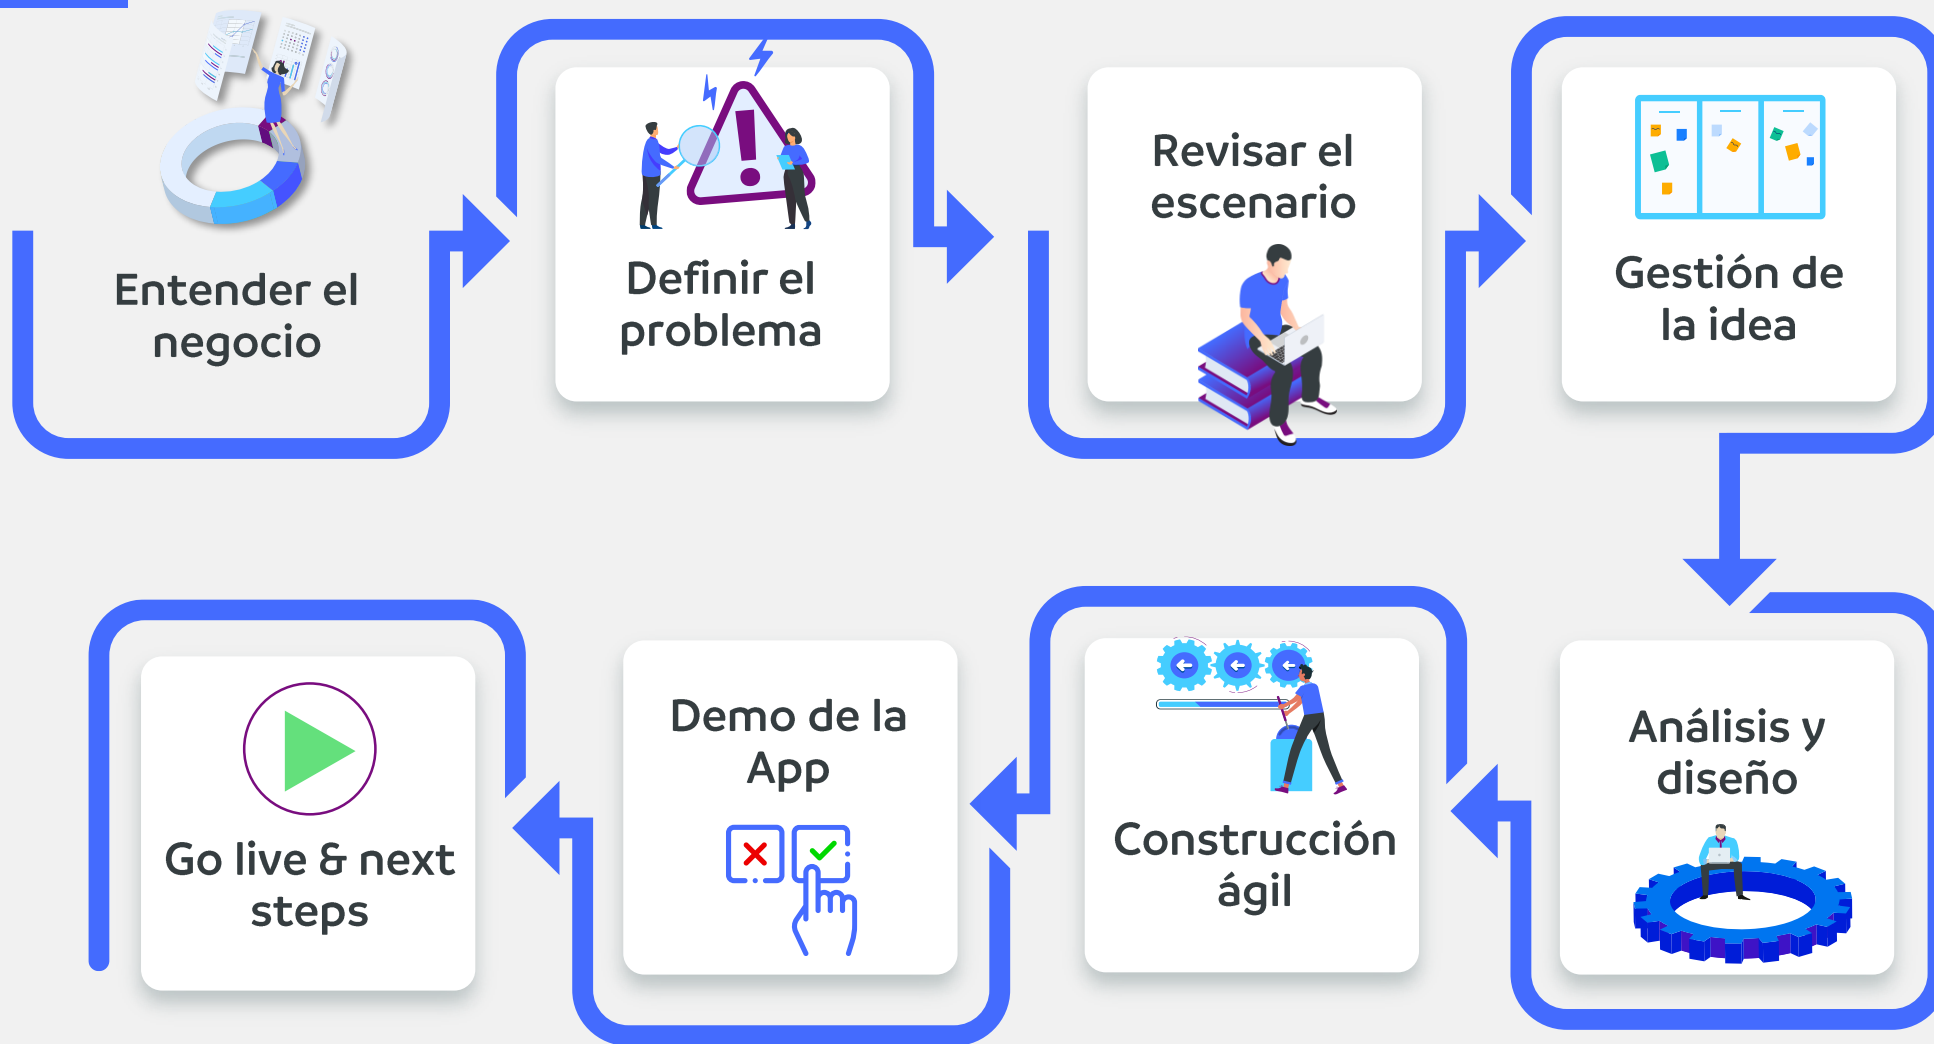 Entender el
negocio
Definir el
problema
Revisar el
escenario
Gestión de
la idea
Análisis y
diseño
Construcción
ágil
Demo de la
App
Go live & next
steps